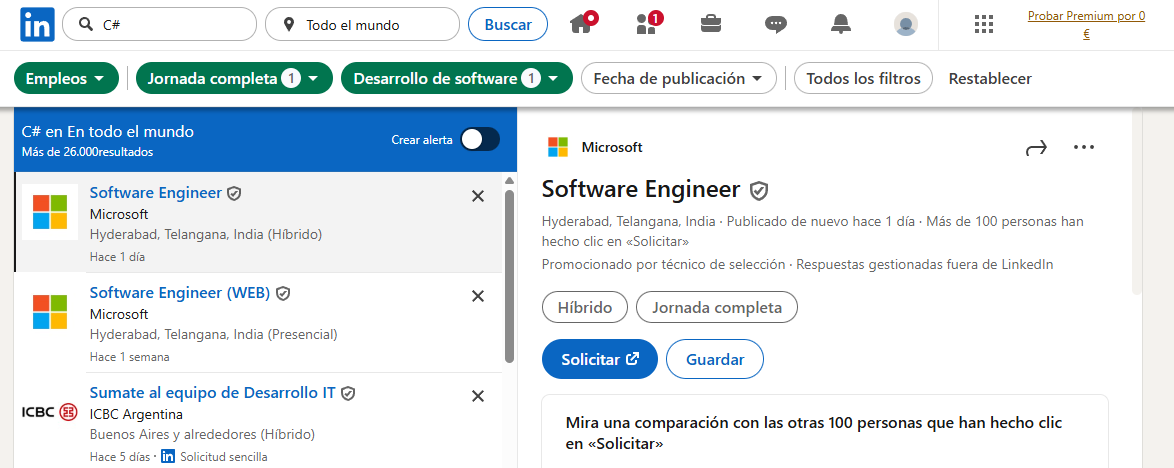 in
C#
Todo el mundo
Buscar
1
Probar Premium por 0
€
Empleos
Jornada completa 1
Desarrollo de software 1
Fecha de publicación
Todos los filtros
Restablecer
C# en En todo el mundo
Más de 26.000resultados
Crear alerta
Software Engineer
Microsoft
Hyderabad, Telangana, India (Híbrido)
Hace 1 día
Software Engineer (WEB)
Microsoft
Hyderabad, Telangana, India (Presencial)
Hace 1 semana
ICBC
Sumate al equipo de Desarrollo IT
ICBC Argentina
Buenos Aires y alrededores (Híbrido)
Hace 5 días · in Solicitud sencilla
Microsoft
Software Engineer
Hyderabad, Telangana, India · Publicado de nuevo hace 1 día · Más de 100 personas han
hecho clic en «Solicitar»
Promocionado por técnico de selección · Respuestas gestionadas fuera de LinkedIn
Híbrido
Jornada completa
Solicitar
Guardar
Mira una comparación con las otras 100 personas que han hecho clic
en «Solicitar»